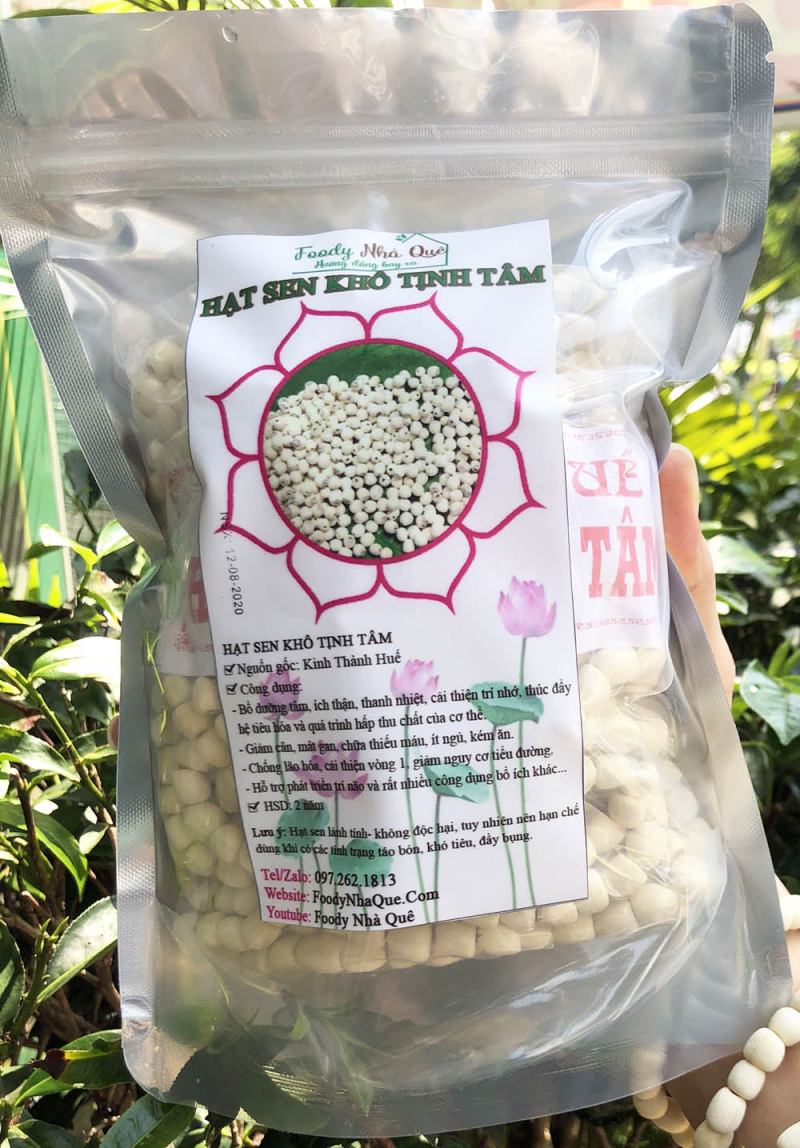 Foody Nhà Quê
Hương đồng bay xa
HẠT SEN KHÔ TỊNH TÂM
UẾ
TÂM
NSX: 12-08-2020
HẠT SEN KHÔ TỊNH TÂM
Nguồn gốc: Kinh Thành Huế
Công dụng:
- Bổ dưỡng tâm, ích thận, thanh nhiệt, cải thiện trí nhớ, thúc đẩy
hệ tiêu hóa và quá trình hấp thu chất của cơ thể.
- Giảm cân, mát gan, chữa thiếu máu, ít ngủ, kém ăn.
- Chống lão hóa, cải thiện vòng 1, giảm nguy cơ tiểu đường.
- Hỗ trợ phát triển trí não và rất nhiều công dụng bổ ích khác...
HSD: 2 năm
Lưu ý: Hạt sen lành tính- không độc hại, tuy nhiên nên hạn chế
dùng khi có các tình trạng táo bón, khó tiêu, đầy bụng.
Tel/Zalo: 097.262.1813
Website: FoodyNhaQue.Com
Youtube: Foody Nhà Quê